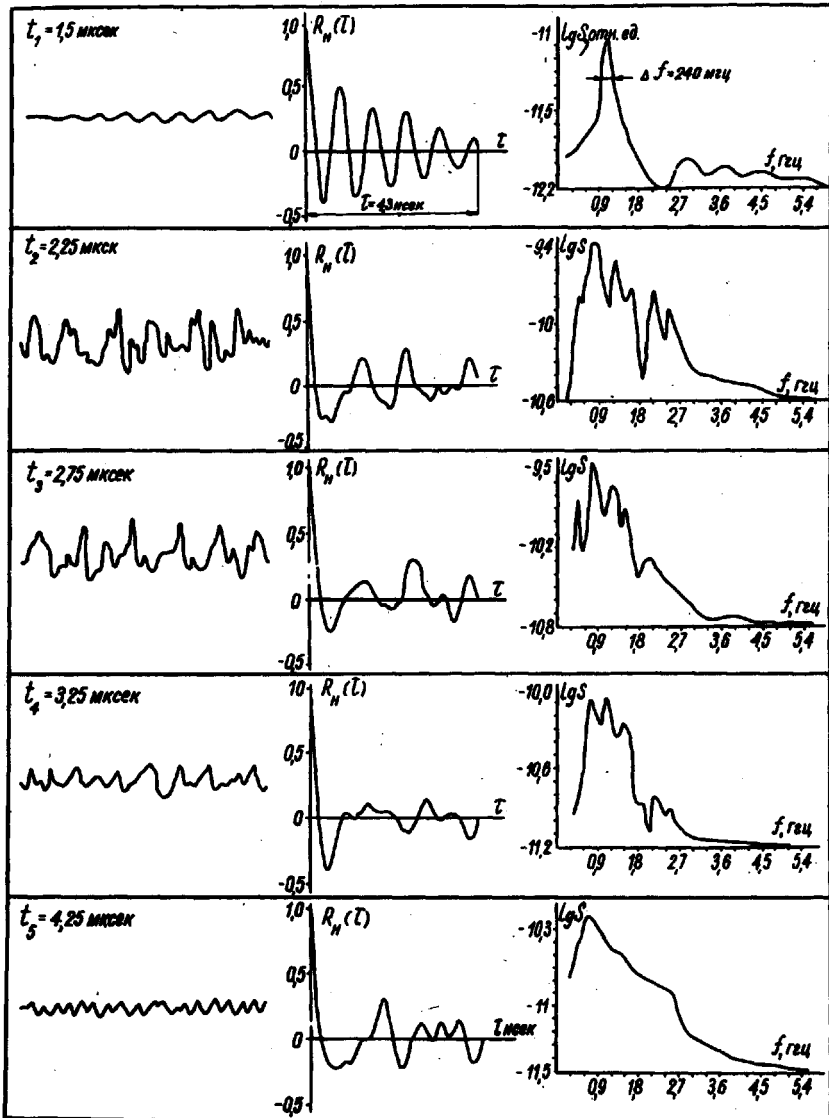 t₁ = 1,5 мксек
1,0
R_н(τ)
0,5
0
-0,5
τ
τ = 4,3 нсек
-11
lgS, отн. ед.
Δ f = 240 мгц
-11,5
f, ггц
-12,2
0,9 1,8 2,7 3,6 4,5 5,4
t₂ = 2,25 мкск
1,0
R_н(τ)
0,5
0
-0,5
τ
-9,4
lgS
-10
f, ггц
-10,6
0,9 1,8 2,7 3,6 4,5 5,4
t₃ = 2,75 мксек
1,0
R_н(τ)
0,5
0
-0,5
τ
-9,5
lgS
-10,2
f, ггц
-10,8
0,9 1,8 2,7 3,6 4,5 5,4
t₄ = 3,25 мксек
10
R_н(τ)
0,5
0
-0,5
τ
-10,0
lgS
-10,6
f, ггц
-11,2
0,9 1,8 2,7 3,6 4,5 5,4
t₅ = 4,25 мксек
1,0
R_н(τ)
0,5
0
-0,5
τ нсек
lgS
-10,3
-11
f, ггц
-11,5
0,9 1,8 2,7 3,6 4,5 5,4